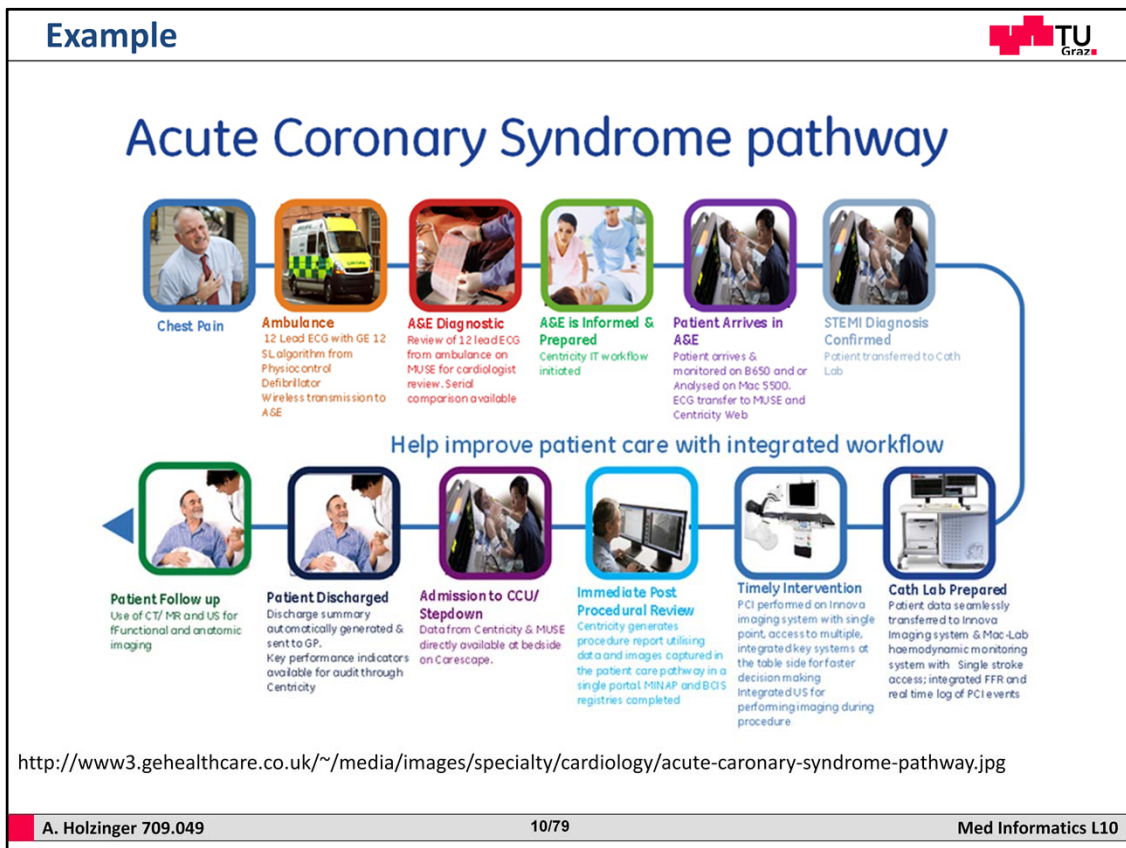 Example
TU
Graz
Acute Coronary Syndrome pathway
Chest Pain
Ambulance
12 Lead ECG with GE 12
SL algorithm from
Physiocontrol
Defibrillator
Wireless transmission to
A&E
A&E Diagnostic
Review of 12 lead ECG
from ambulance on
MUSE for cardiologist
review. Serial
comparison available
A&E is Informed &
Prepared
Centricity IT workflow
initiated
Patient Arrives in
A&E
Patient arrives &
monitored on B650 and or
Analysed on Mac 5500.
ECG transfer to MUSE and
Centricity Web
STEMI Diagnosis
Confirmed
Patient transferred to Cath
Lab
Help improve patient care with integrated workflow
Patient Follow up
Use of CT/ MR and US for
fFunctional and anatomic
imaging
Patient Discharged
Discharge summary
automatically generated &
sent to GP.
Key performance indicators
available for audit through
Centricity
Admission to CCU/
Stepdown
Data from Centricity & MUSE
directly available at bedside
on Carescape.
Immediate Post
Procedural Review
Centricity generates
procedure report utilising
data and images captured in
the patient care pathway in a
single portal. MINAP and BCIS
registries completed
Timely Intervention
PCI performed on Innova
imaging system with single
point, access to multiple,
integrated key systems at
the table side for faster
decision making
Integrated US for
performing imaging during
procedure
Cath Lab Prepared
Patient data seamlessly
transferred to Innova
Imaging system & Mac-Lab
haemodynamic monitoring
system with Single stroke
access; integrated FFR and
real time log of PCI events
http://www3.gehealthcare.co.uk/~/media/images/specialty/cardiology/acute-caronary-syndrome-pathway.jpg
A. Holzinger 709.049
10/79
Med Informatics L10